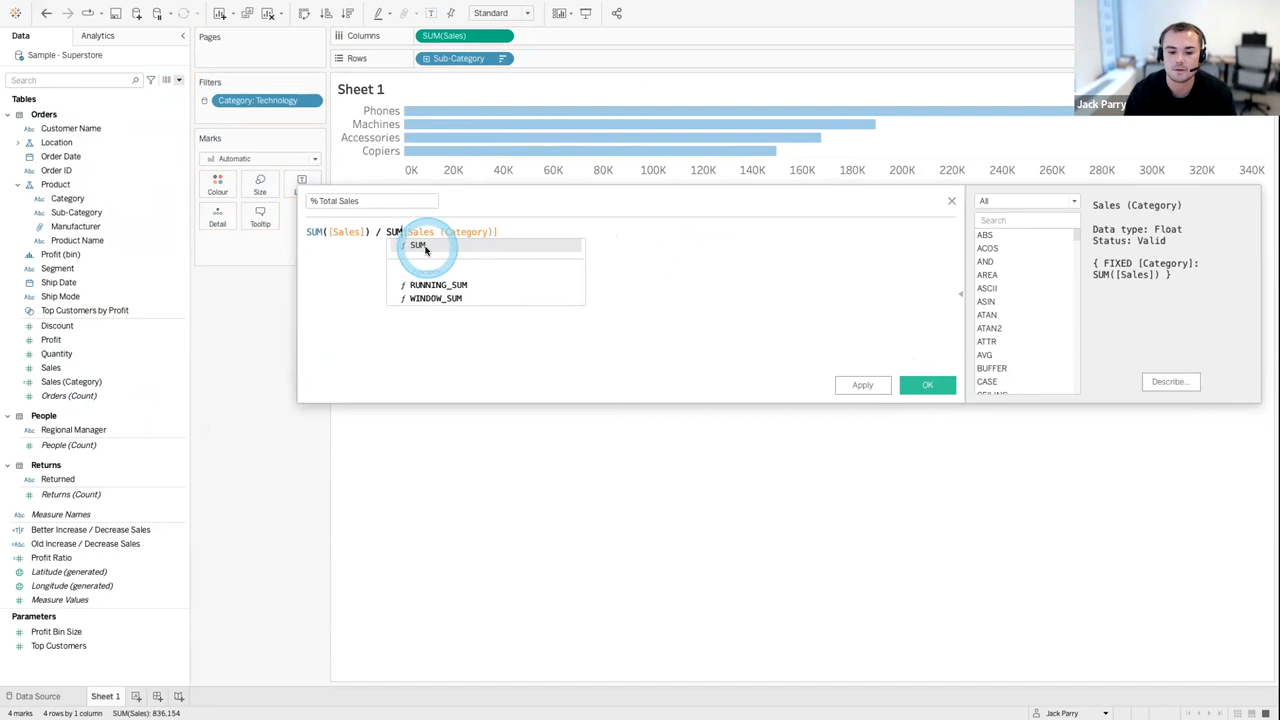 Standard
Data
Analytics
Sample - Superstore
Search
Tables
Orders
Customer Name
Location
Order Date
Order ID
Product
Category
Sub-Category
Manufacturer
Product Name
Profit (bin)
Segment
Ship Date
Ship Mode
Top Customers by Profit
Discount
Profit
Quantity
Sales
Sales (Category)
Orders (Count)
People
Regional Manager
People (Count)
Returns
Returned
Returns (Count)
Measure Names
Better Increase / Decrease Sales
Old Increase / Decrease Sales
Profit Ratio
Latitude (generated)
Longitude (generated)
Measure Values
Parameters
Profit Bin Size
Top Customers
Pages
Filters
Category: Technology
Marks
Automatic
Colour
Size
Detail
Tooltip
Columns
SUM(Sales)
Rows
Sub-Category
Sheet 1
Phones
Machines
Accessories
Copiers
0K 20K 40K 60K 80K 100K 120K 140K 160K 180K 200K 220K 240K 260K 280K 300K 320K 340K
Jack Parry
% Total Sales
SUM([Sales]) / SUM[Sales (Category)]
SUM
RUNNING_SUM
WINDOW_SUM
Apply
OK
All
Search
ABS
ACOS
AND
AREA
ASCII
ASIN
ATAN
ATAN2
ATTR
AVG
BUFFER
CASE
CEILING
Sales (Category)
Data type: Float
Status: Valid
{ FIXED [Category]:
SUM([Sales]) }
Describe...
Data Source
Sheet 1
4 marks
4 rows by 1 column
SUM(Sales): 836,154
Jack Parry